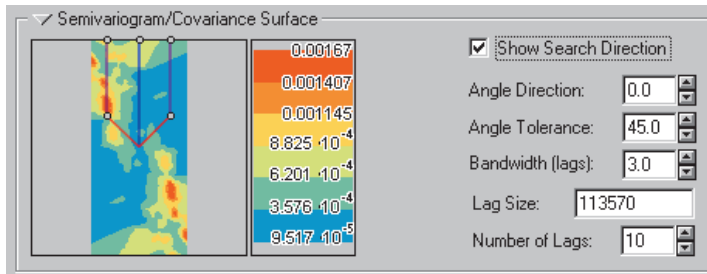 Semivariogram/Covariance Surface
0.00167
0.001407
0.001145
8.825 ·10⁻⁴
6.201 ·10⁻⁴
3.576 ·10⁻⁴
9.517 ·10⁻⁵
Show Search Direction
Angle Direction: 0.0
Angle Tolerance: 45.0
Bandwidth (lags): 3.0
Lag Size: 113570
Number of Lags: 10